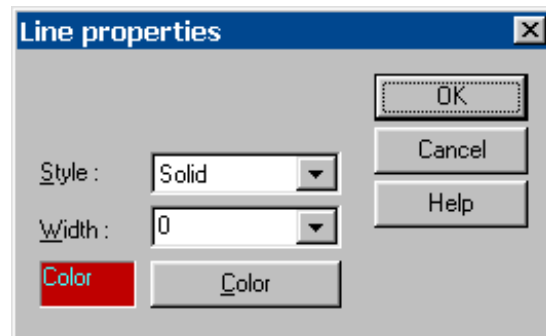 Line properties
OK
Cancel
Help
Style :
Solid
Width :
0
Color
Color